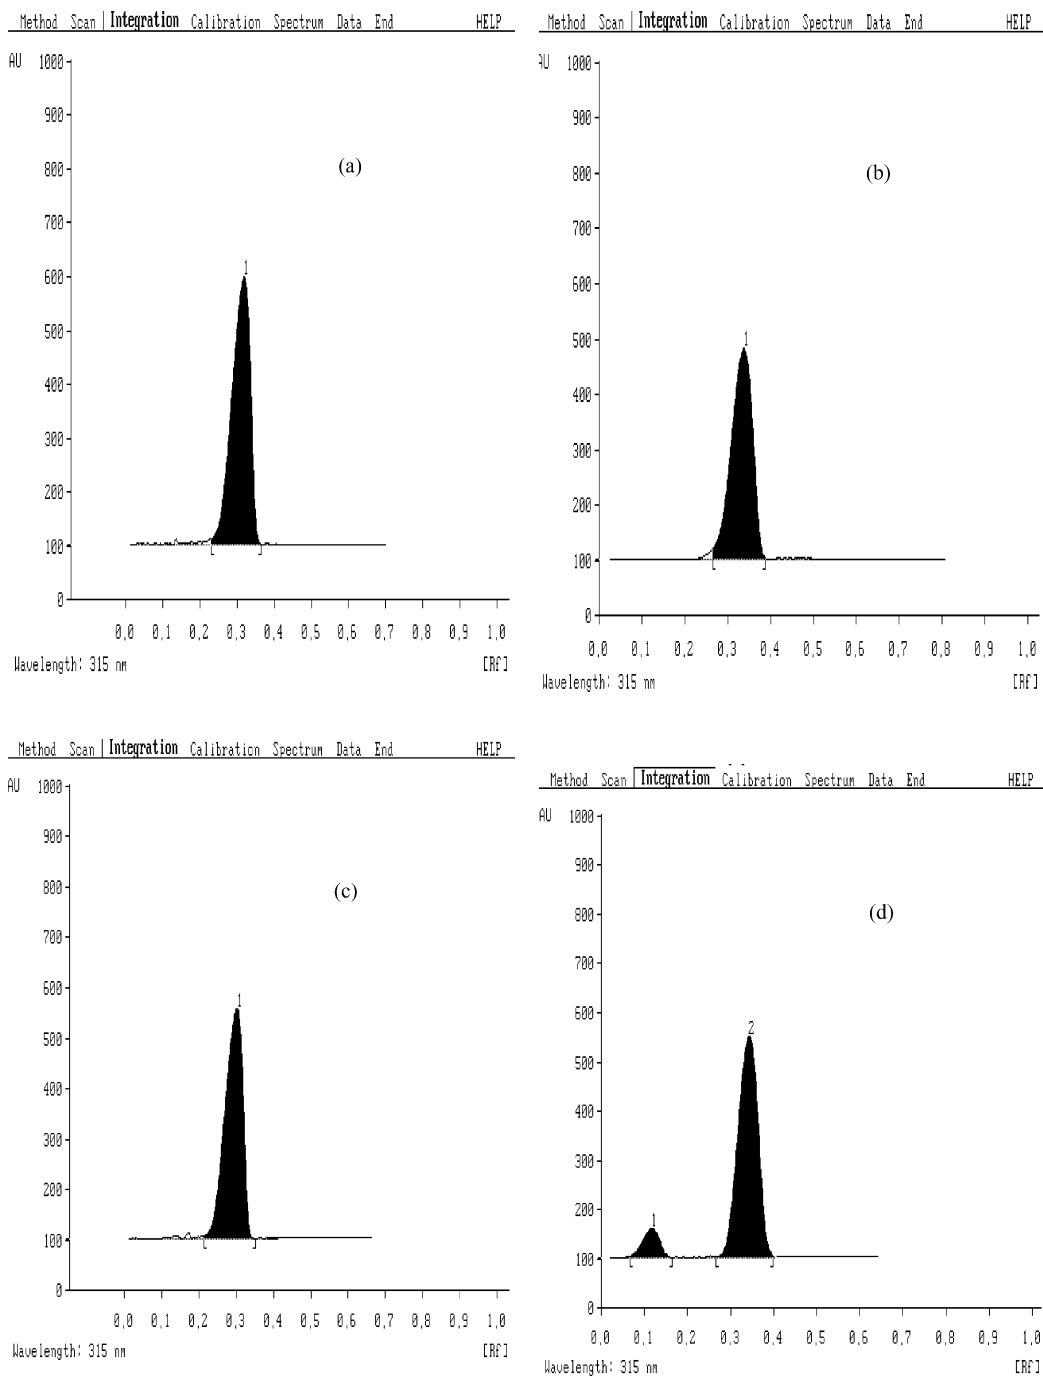 Method Scan Integration Calibration Spectrum Data End HELP
AU 1000
900
800
(a)
700
1
600
500
400
300
200
100
0
0,0 0,1 0,2 0,3 0,4 0,5 0,6 0,7 0,8 0,9 1,0
Wavelength: 315 nm [Rf]
Method Scan Integration Calibration Spectrum Data End HELP
AU 1000
900
800
(b)
700
600
500
1
400
300
200
100
0
0,0 0,1 0,2 0,3 0,4 0,5 0,6 0,7 0,8 0,9 1,0
Wavelength: 315 nm [Rf]
Method Scan Integration Calibration Spectrum Data End HELP
AU 1000
900
800
(c)
700
600
1
500
400
300
200
100
0
0,0 0,1 0,2 0,3 0,4 0,5 0,6 0,7 0,8 0,9 1,0
Wavelength: 315 nm [Rf]
Method Scan Integration Calibration Spectrum Data End HELP
AU 1000
900
800
(d)
700
600
2
500
400
300
200
1
100
0
0,0 0,1 0,2 0,3 0,4 0,5 0,6 0,7 0,8 0,9 1,0
Wavelength: 315 nm [Rf]